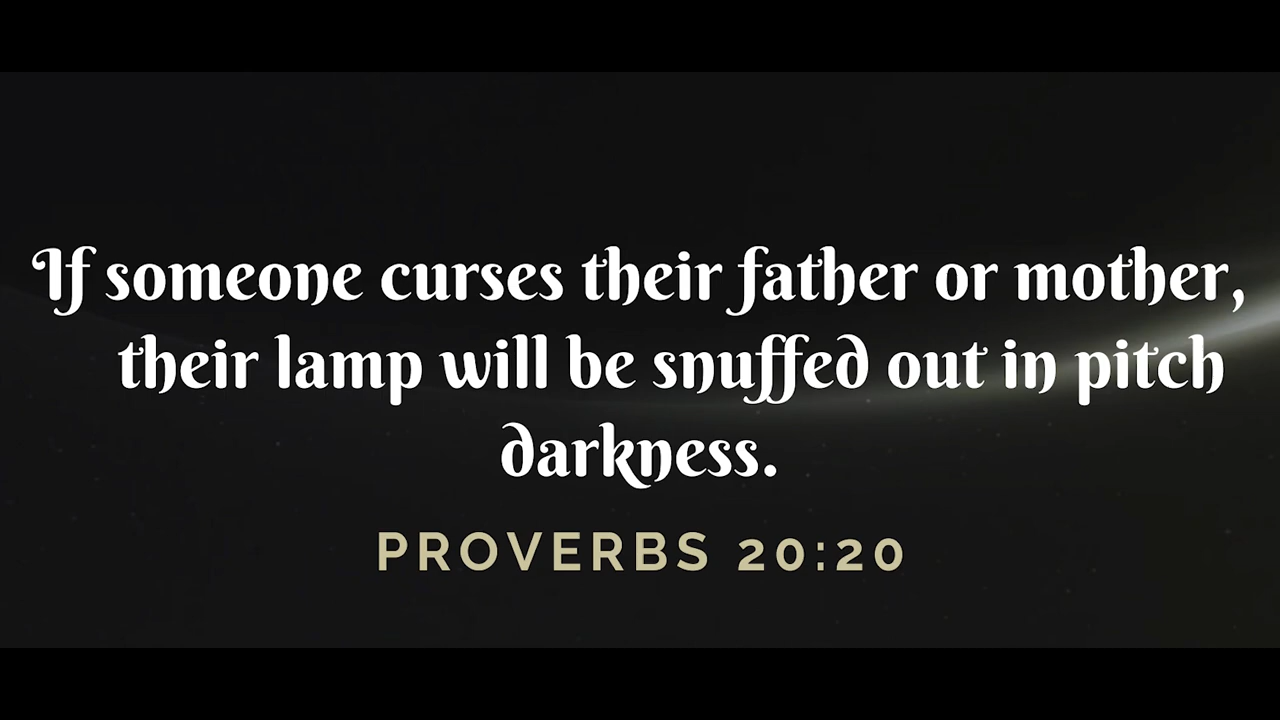 If someone curses their father or mother,
their lamp will be snuffed out in pitch
darkness.
PROVERBS 20:20